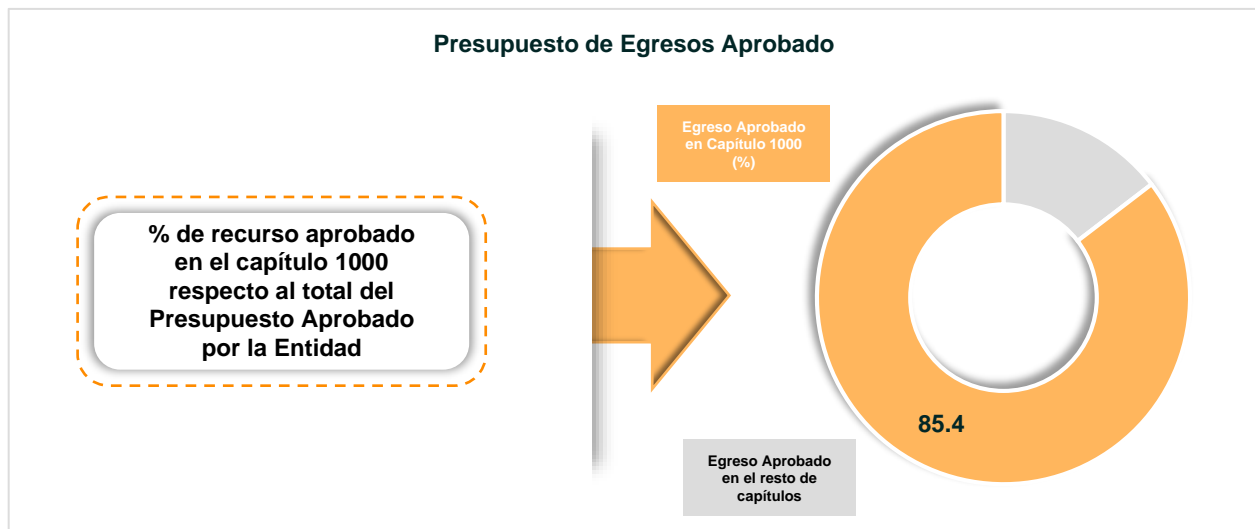 Presupuesto de Egresos Aprobado
% de recurso aprobado
en el capítulo 1000
respecto al total del
Presupuesto Aprobado
por la Entidad
Egreso Aprobado
en Capítulo 1000
(%)
85.4
Egreso Aprobado
en el resto de
capítulos